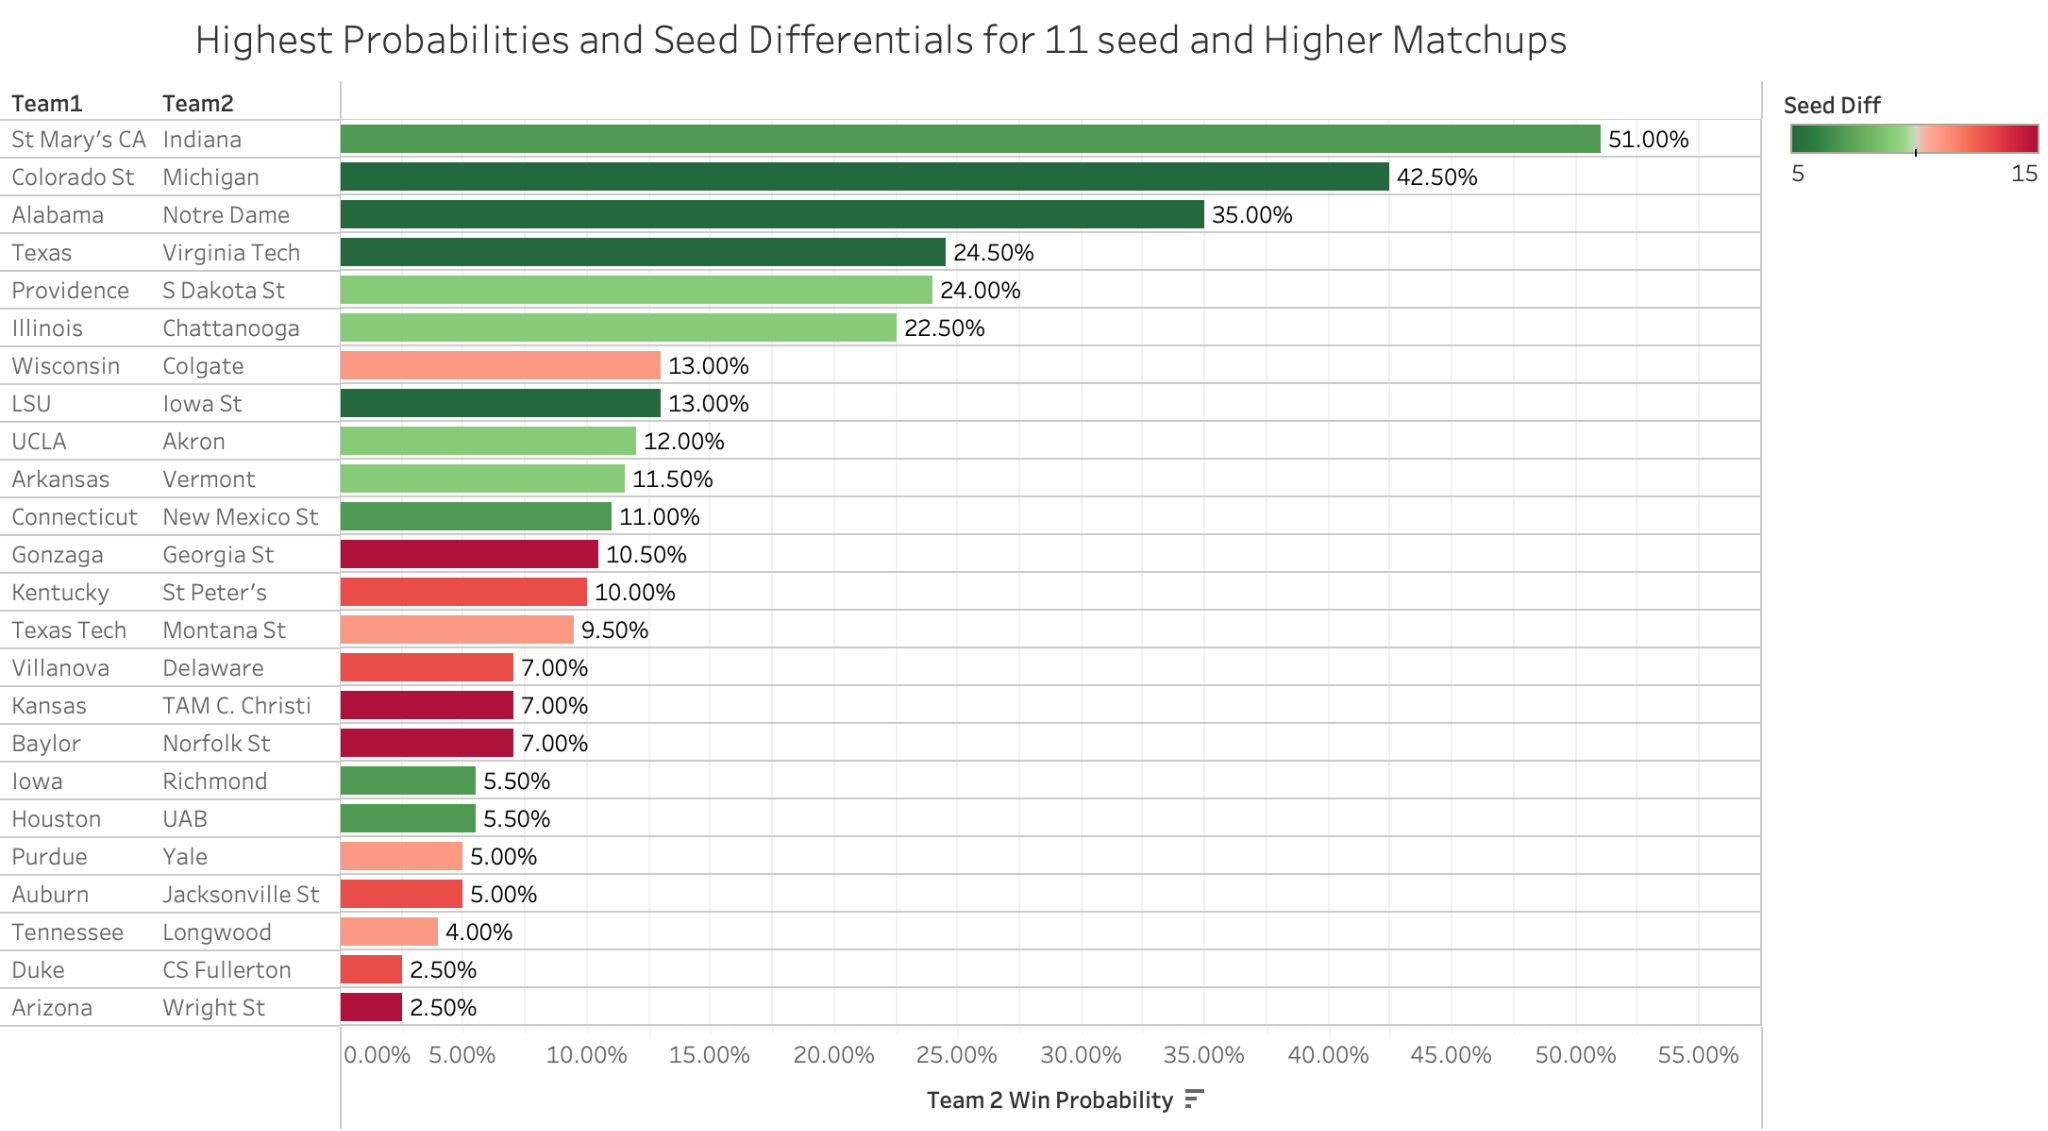 Highest Probabilities and Seed Differentials for 11 seed and Higher Matchups
Team1 Team2
St Mary's CA Indiana 51.00%
Colorado St Michigan 42.50%
Alabama Notre Dame 35.00%
Texas Virginia Tech 24.50%
Providence S Dakota St 24.00%
Illinois Chattanooga 22.50%
Wisconsin Colgate 13.00%
LSU Iowa St 13.00%
UCLA Akron 12.00%
Arkansas Vermont 11.50%
Connecticut New Mexico St 11.00%
Gonzaga Georgia St 10.50%
Kentucky St Peter's 10.00%
Texas Tech Montana St 9.50%
Villanova Delaware 7.00%
Kansas TAM C. Christi 7.00%
Baylor Norfolk St 7.00%
Iowa Richmond 5.50%
Houston UAB 5.50%
Purdue Yale 5.00%
Auburn Jacksonville St 5.00%
Tennessee Longwood 4.00%
Duke CS Fullerton 2.50%
Arizona Wright St 2.50%
0.00% 5.00% 10.00% 15.00% 20.00% 25.00% 30.00% 35.00% 40.00% 45.00% 50.00% 55.00%
Team 2 Win Probability
Seed Diff
5 15